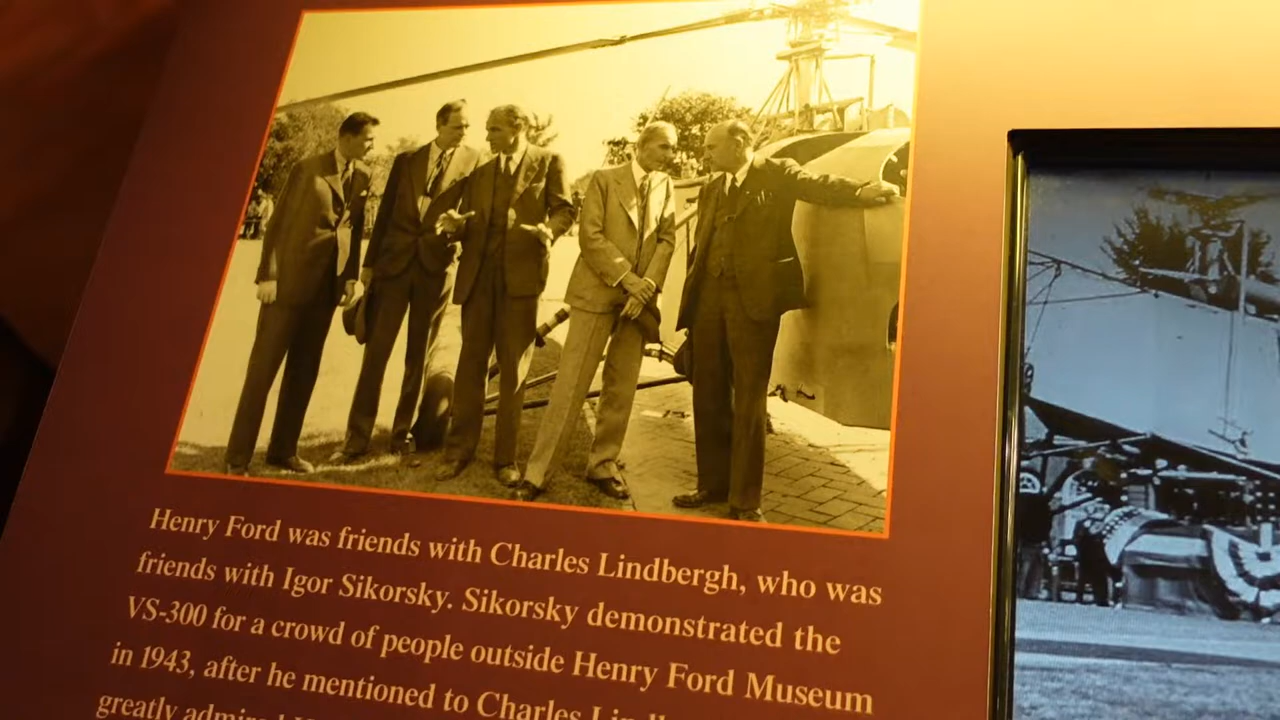 Henry Ford was friends with Charles Lindbergh, who was
friends with Igor Sikorsky. Sikorsky demonstrated the
VS-300 for a crowd of people outside Henry Ford Museum
in 1943, after he mentioned to Charles
greatly